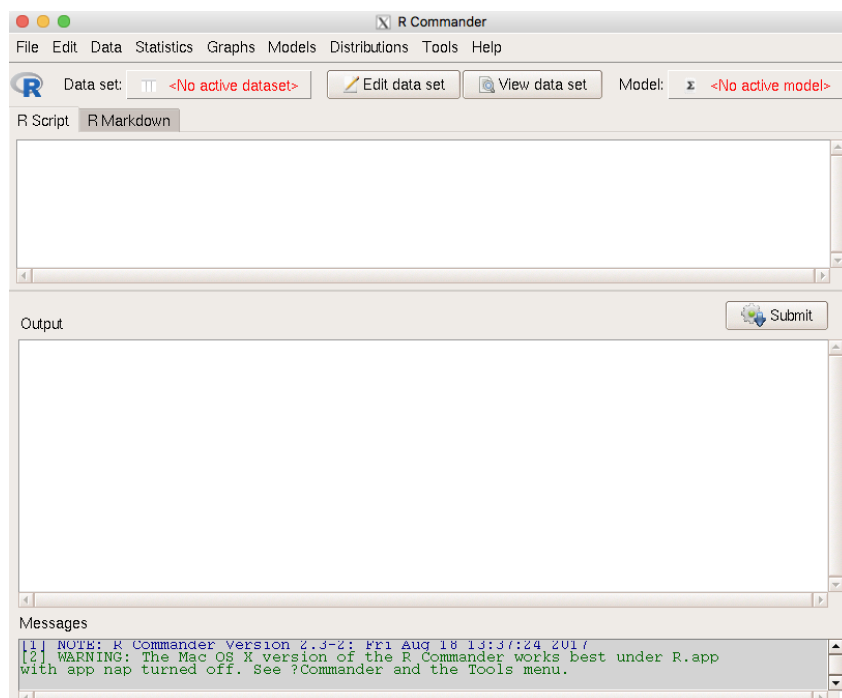 R Commander
File Edit Data Statistics Graphs Models Distributions Tools Help
R Data set: <No active dataset> Edit data set View data set Model: Σ <No active model>
R Script R Markdown
Submit
Output
Messages
[1] NOTE: R Commander Version 2.3-2: Fri Aug 18 13:37:24 2017
[2] WARNING: The Mac OS X version of the R Commander works best under R.app
with app nap turned off. See ?Commander and the Tools menu.